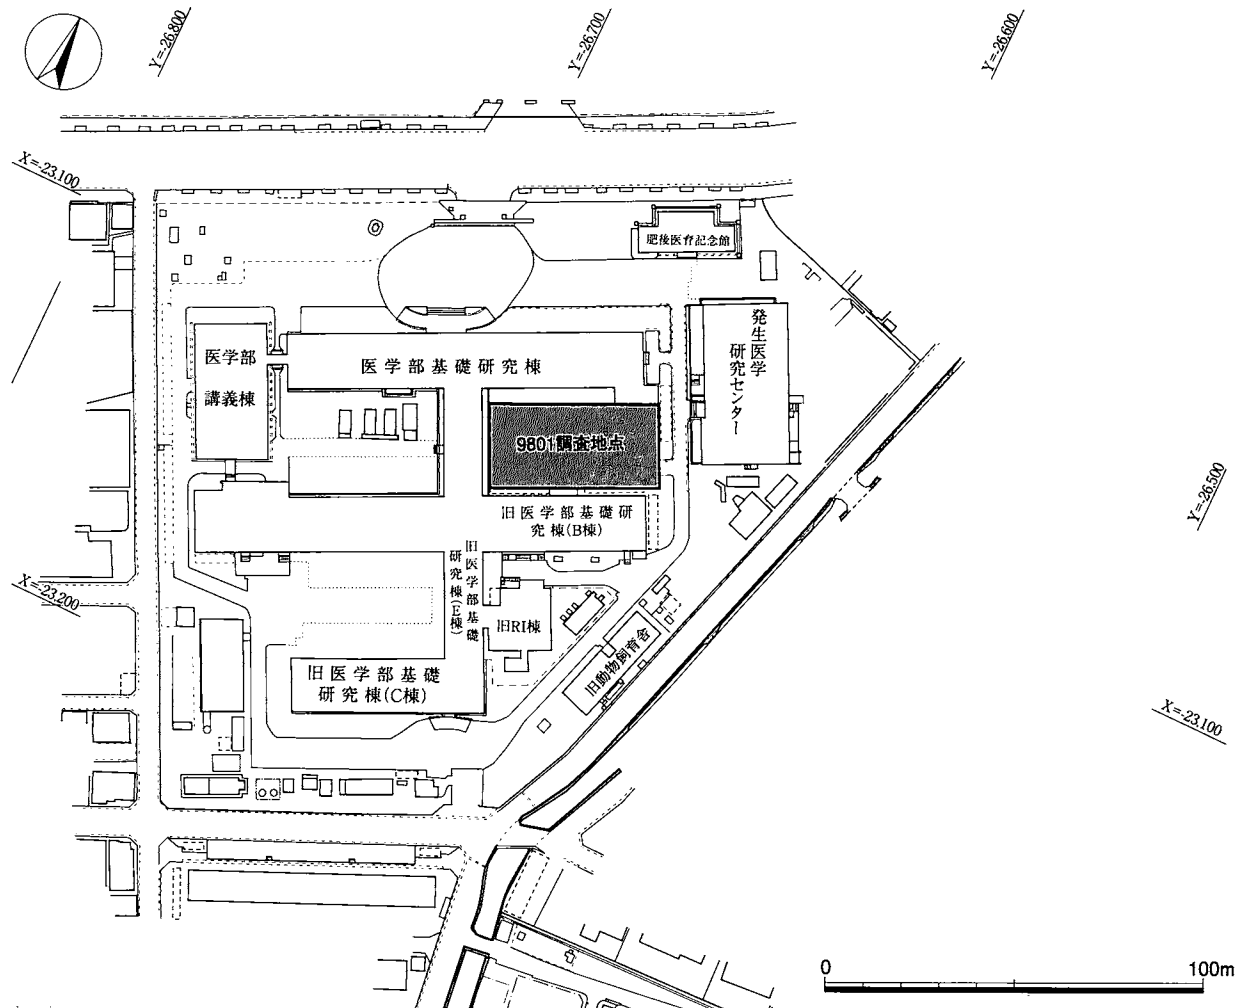 Y=-26,800
Y=-26,700
Y=-26,600
X=-23,100
肥後医育記念館
発生医学
研究センター
医学部
講義棟
医学部基礎研究棟
9801調査地点
Y=-26,500
旧医学部基礎研
究棟(B棟)
旧医学部基礎
研究棟(E棟)
X=-23,200
旧RI棟
旧動物飼育舎
旧医学部基礎
研究棟(C棟)
X=-23,100
0
100m